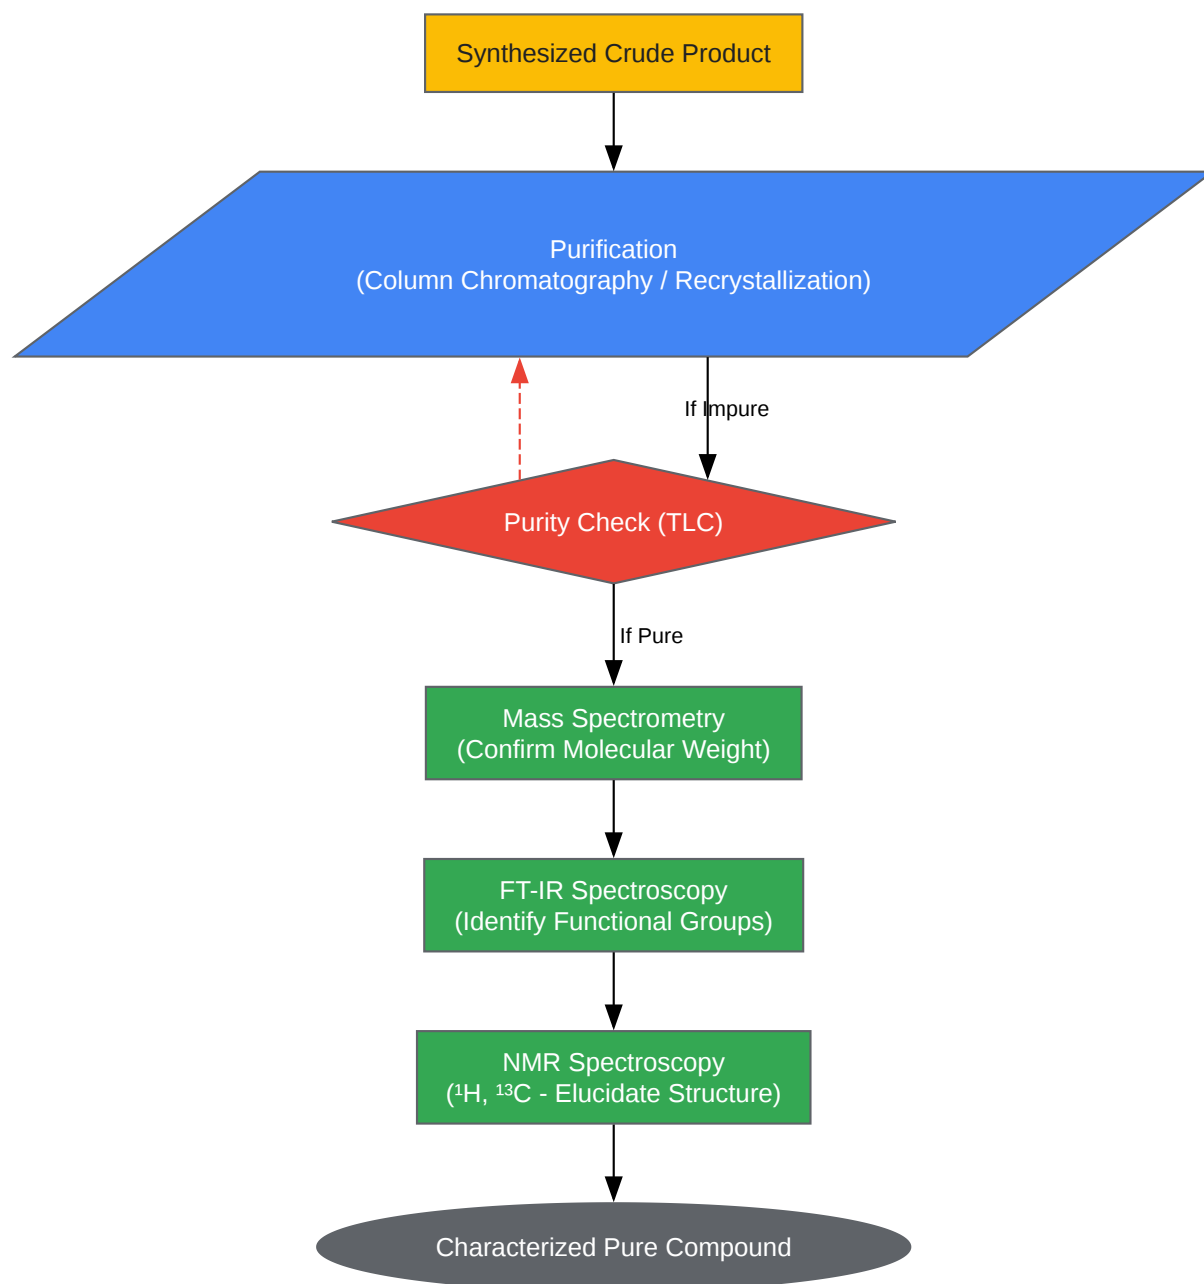 Synthesized Crude Product
Purification
(Column Chromatography / Recrystallization)
If Impure
Purity Check (TLC)
If Pure
Mass Spectrometry
(Confirm Molecular Weight)
FT-IR Spectroscopy
(Identify Functional Groups)
NMR Spectroscopy
(¹H, ¹³C - Elucidate Structure)
Characterized Pure Compound